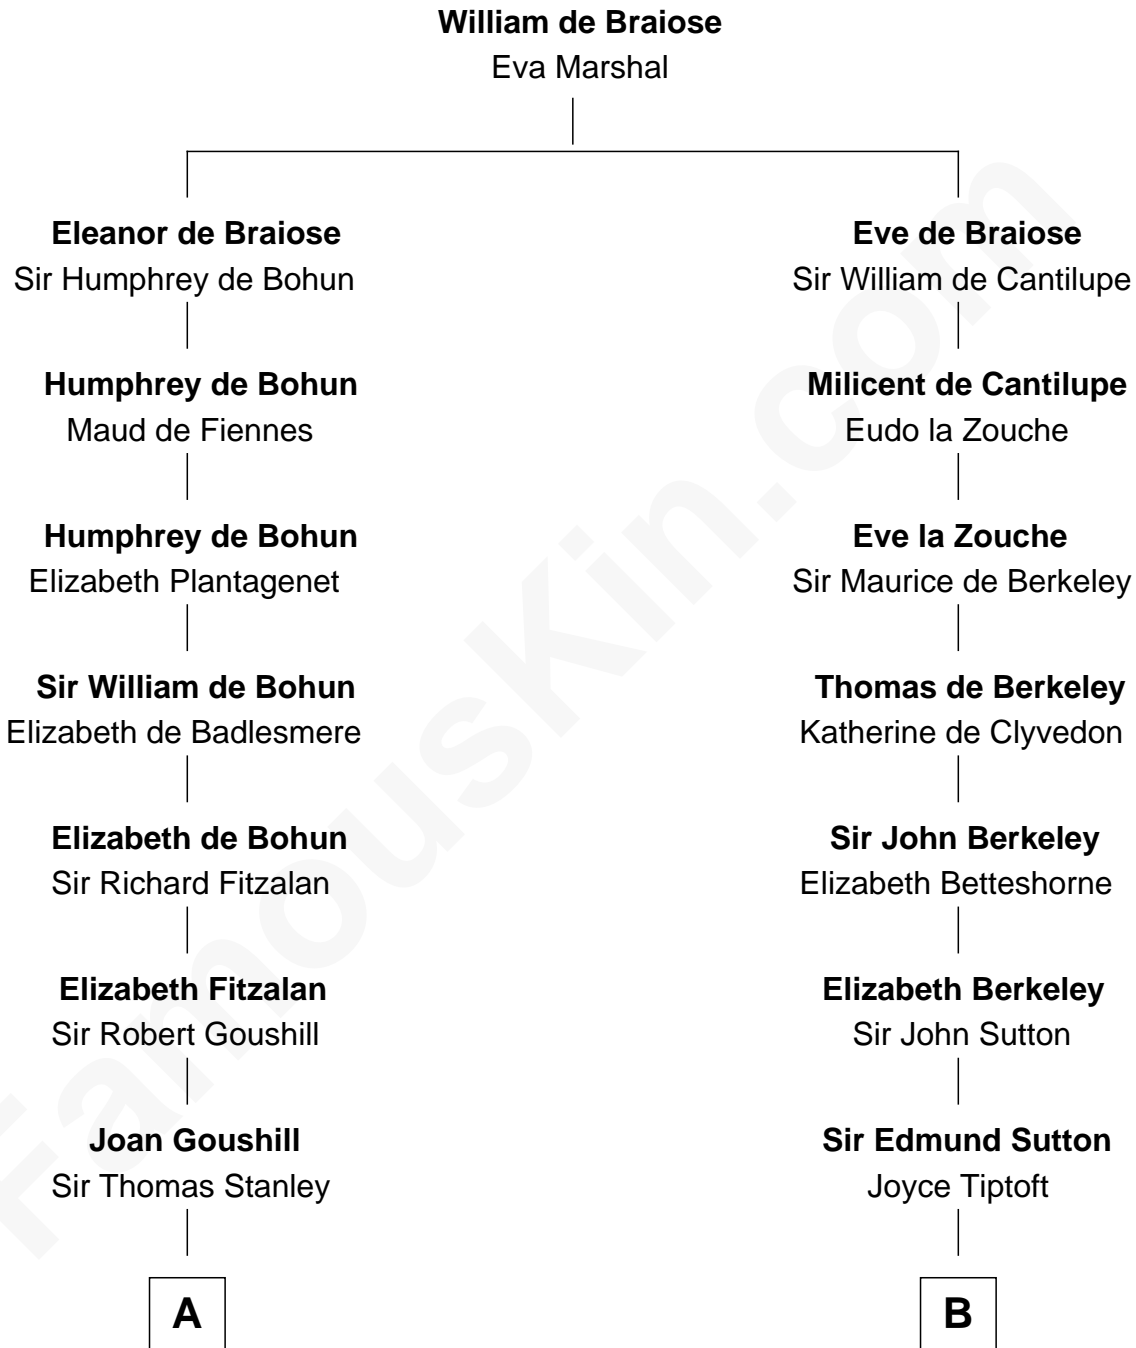 William de Braiose
Eva Marshal
Eleanor de Braiose
Sir Humphrey de Bohun
Humphrey de Bohun
Maud de Fiennes
Humphrey de Bohun
Elizabeth Plantagenet
Sir William de Bohun
Elizabeth de Badlesmere
Elizabeth de Bohun
Sir Richard Fitzalan
Elizabeth Fitzalan
Sir Robert Goushill
Joan Goushill
Sir Thomas Stanley
A
Eve de Braiose
Sir William de Cantilupe
Milicent de Cantilupe
Eudo la Zouche
Eve la Zouche
Sir Maurice de Berkeley
Thomas de Berkeley
Katherine de Clyvedon
Sir John Berkeley
Elizabeth Betteshorne
Elizabeth Berkeley
Sir John Sutton
Sir Edmund Sutton
Joyce Tiptoft
B
FamousKin.com